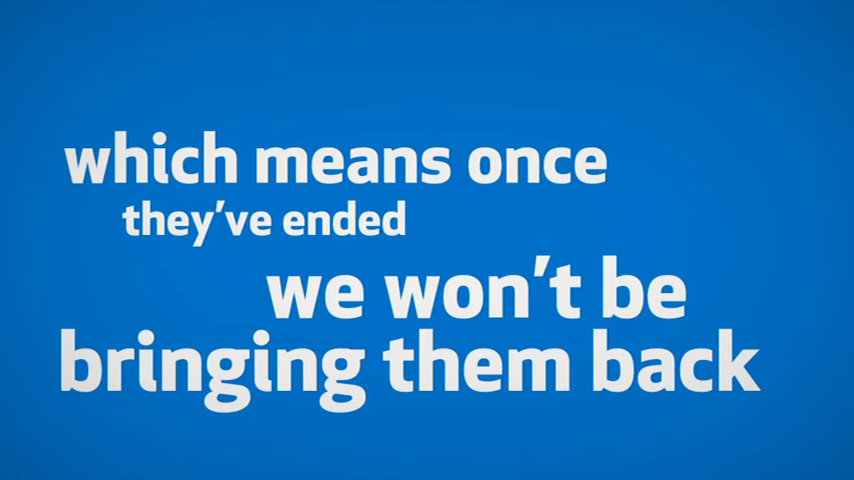 which means once
they’ve ended
we won’t be
bringing them back